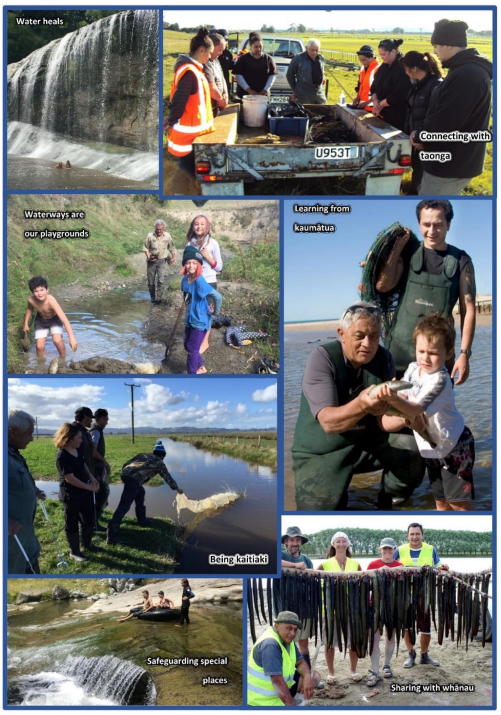 Water heals
Connecting with
taonga
U953T
Waterways are
our playgrounds
Learning from
kaumātua
Being kaitiaki
Safeguarding special
places
Sharing with whānau